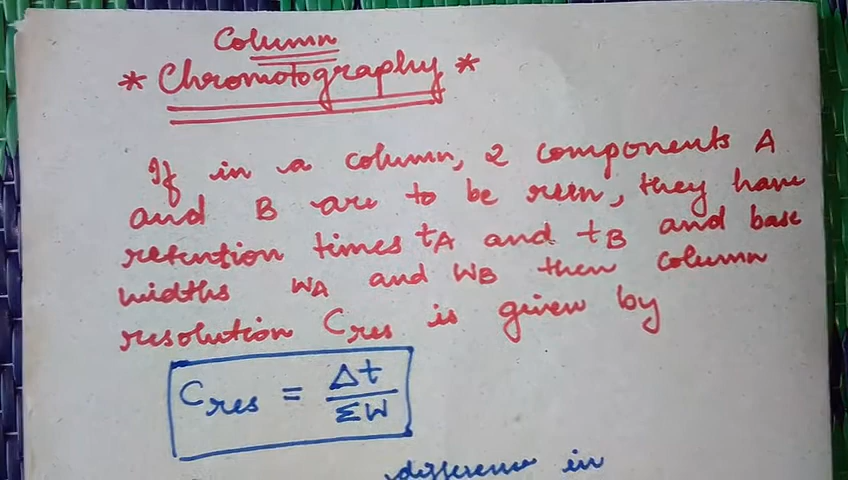 Column
* Chromotography *
If in a column, 2 components A
and B are to be seen, they have
retention times tA and tB and base
widths WA and WB then column
resolution Cres is given by
Cres = Δt / ΣW
difference in